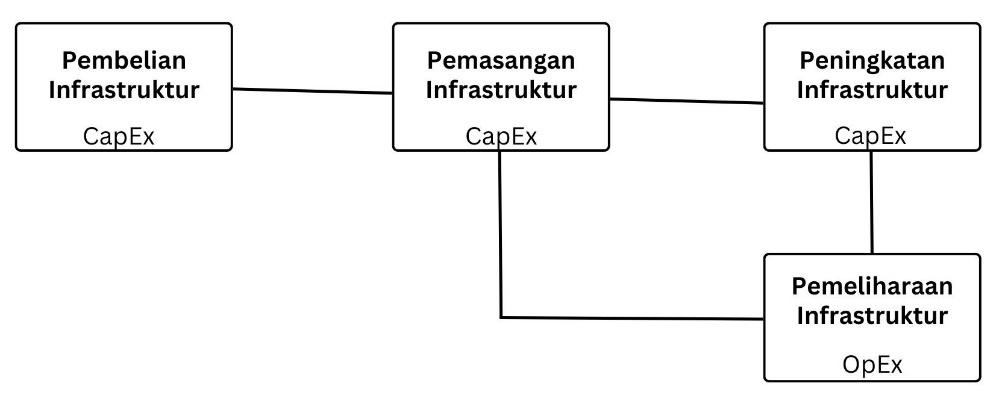 Pembelian
Infrastruktur
CapEx
Pemasangan
Infrastruktur
CapEx
Peningkatan
Infrastruktur
CapEx
Pemeliharaan
Infrastruktur
OpEx